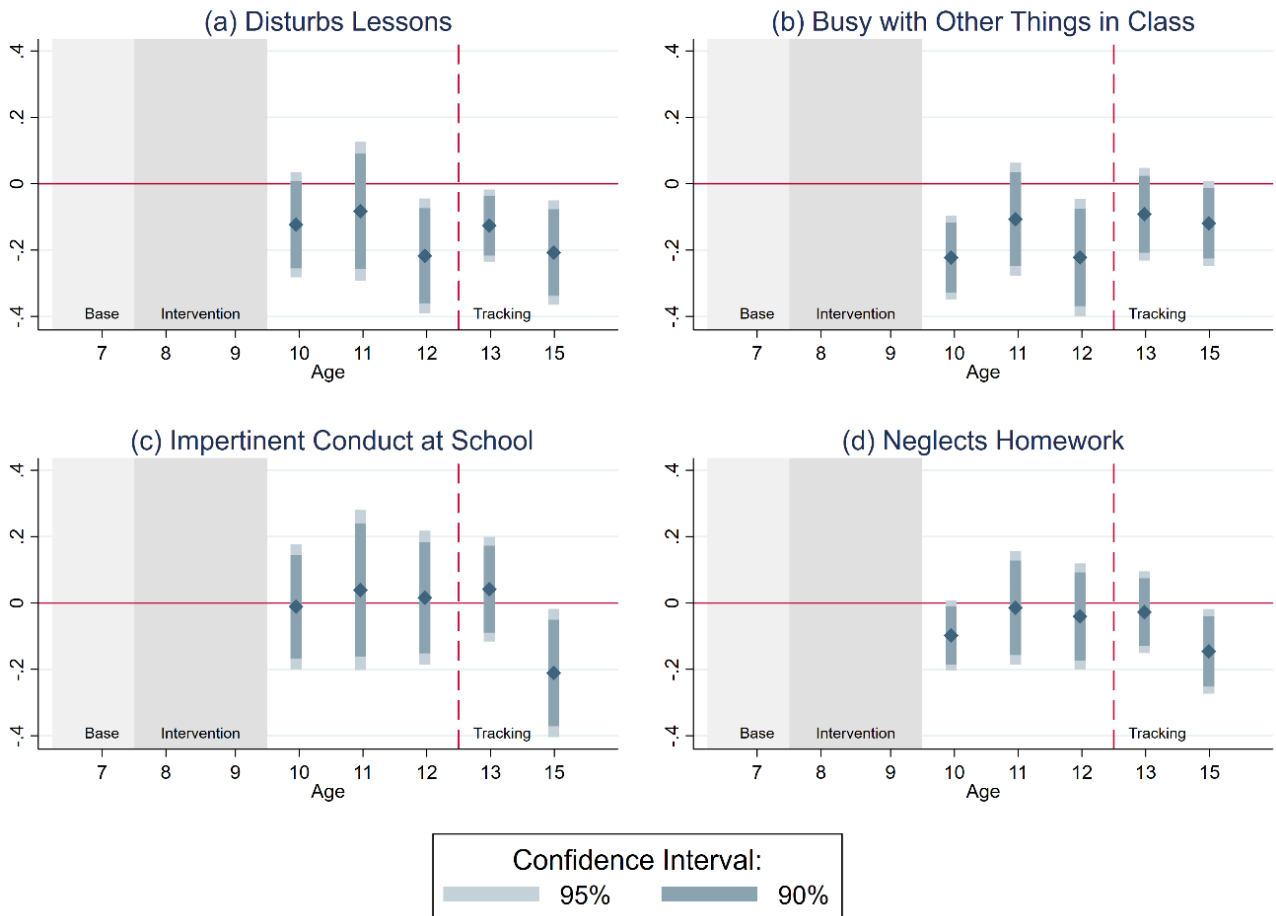 (a) Disturbs Lessons
.4
.2
0
-.2
-.4
Base Intervention Tracking
7 8 9 10 11 12 13 15
Age
(b) Busy with Other Things in Class
.4
.2
0
-.2
-.4
Base Intervention Tracking
7 8 9 10 11 12 13 15
Age
(c) Impertinent Conduct at School
.4
.2
0
-.2
-.4
Base Intervention Tracking
7 8 9 10 11 12 13 15
Age
(d) Neglects Homework
.4
.2
0
-.2
-.4
Base Intervention Tracking
7 8 9 10 11 12 13 15
Age
Confidence Interval:
95% 90%